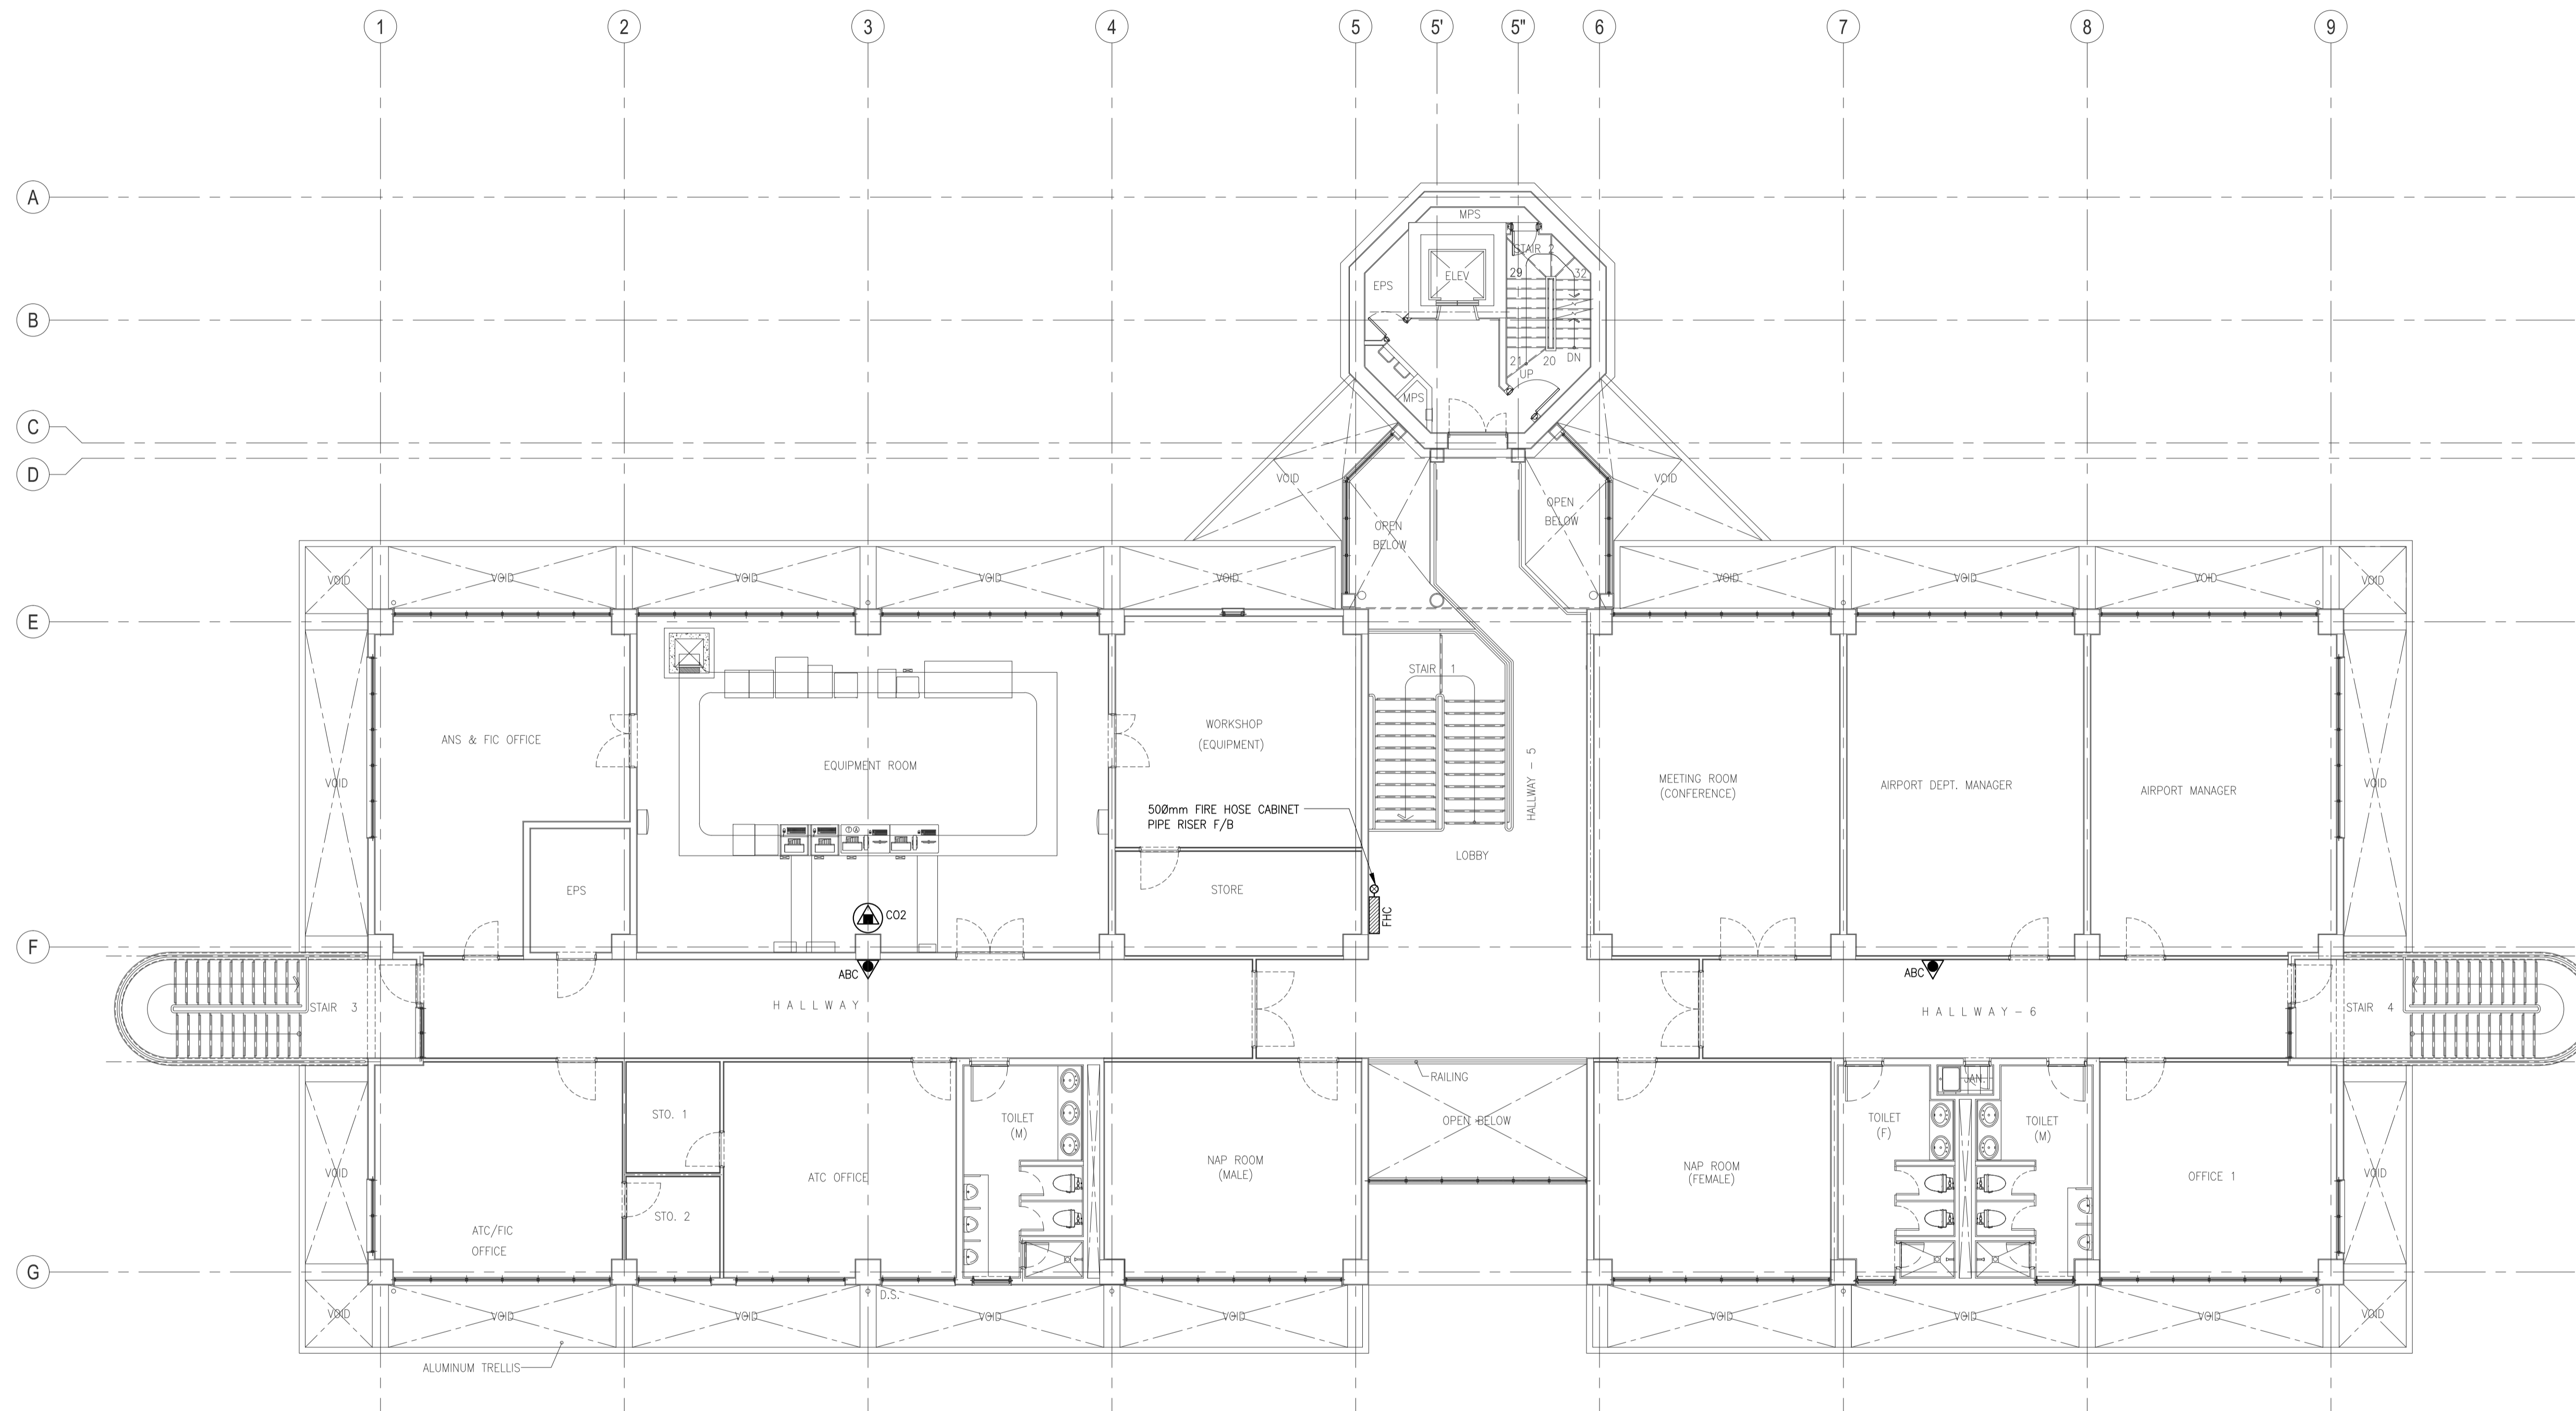 1 2 3 4 5 5' 5" 6 7 8 9
A
MPS
STAIR 2
ELEV
29 32
EPS
B
21 20 DN
UP
MPS
C
D
VOID VOID
OPEN
BELOW
OPEN
BELOW
VOID VOID VOID VOID VOID VOID VOID VOID VOID
E
STAIR 1
WORKSHOP
(EQUIPMENT)
ANS & FIC OFFICE
EQUIPMENT ROOM
HALLWAY - 5
MEETING ROOM
(CONFERENCE)
AIRPORT DEPT. MANAGER
AIRPORT MANAGER
VOID VOID
500mm FIRE HOSE CABINET
PIPE RISER F/B
T A
LOBBY
EPS
STORE
CO2
FHC
F
ABC ABC
STAIR 3
HALLWAY
HALLWAY-6
STAIR 4
RAILING
JAN.
STO. 1
TOILET
(M)
OPEN BELOW
TOILET
(F)
TOILET
(M)
VOID
ATC OFFICE
NAP ROOM
(MALE)
NAP ROOM
(FEMALE)
OFFICE 1
VOID
STO. 2
ATC/FIC
OFFICE
G
D.S.
VOID VOID VOID VOID VOID VOID VOID VOID VOID
ALUMINUM TRELLIS